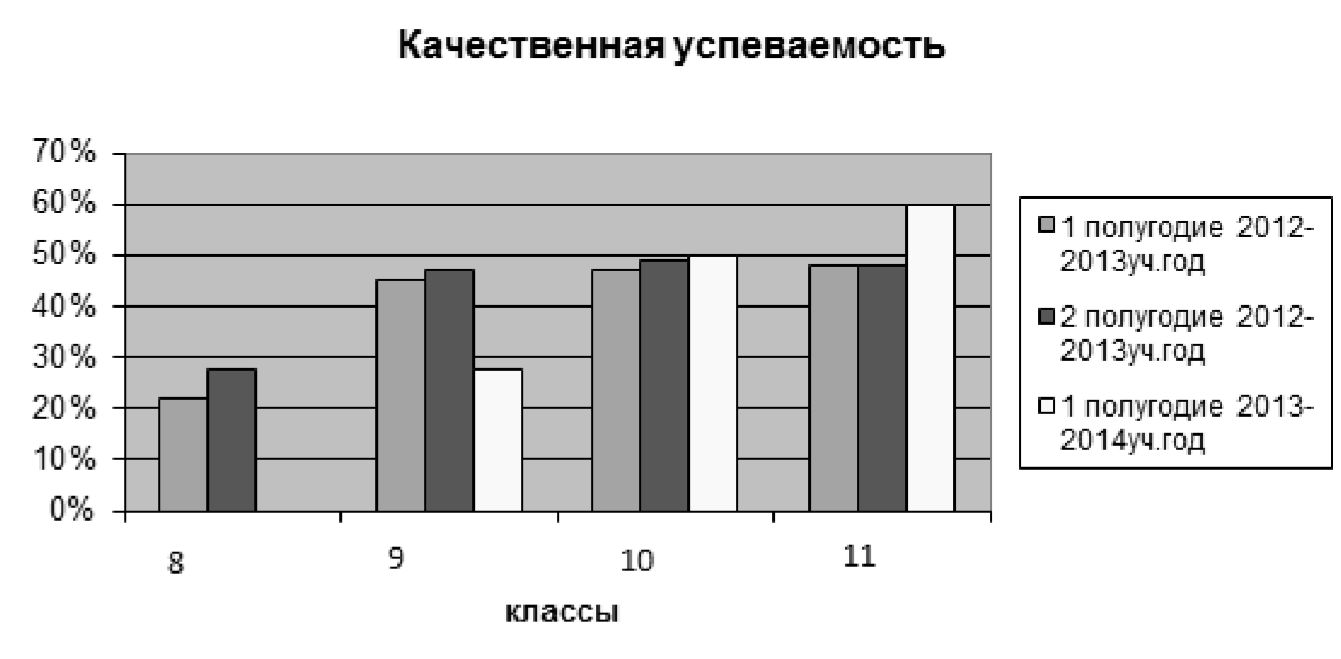 Качественная успеваемость
70%
60%
50%
40%
30%
20%
10%
0%
8
9
10
11
классы
1 полугодие 2012-
2013уч.год
2 полугодие 2012-
2013уч.год
1 полугодие 2013-
2014уч.год